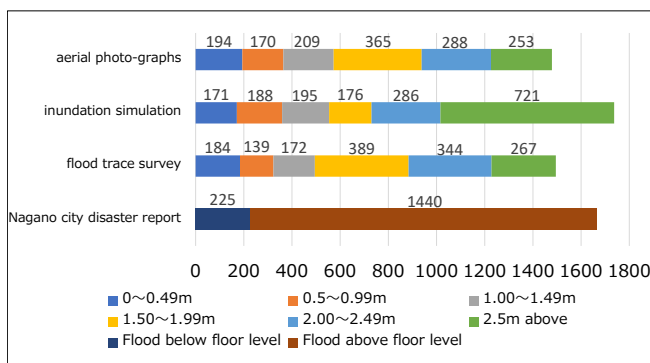 194 170 209 365 288 253
aerial photo-graphs
171 188 195 176 286 721
inundation simulation
184 139 172 389 344 267
flood trace survey
225 1440
Nagano city disaster report
0 200 400 600 800 1000 1200 1400 1600 1800
0～0.49m 0.5～0.99m 1.00～1.49m
1.50～1.99m 2.00～2.49m 2.5m above
Flood below floor level Flood above floor level